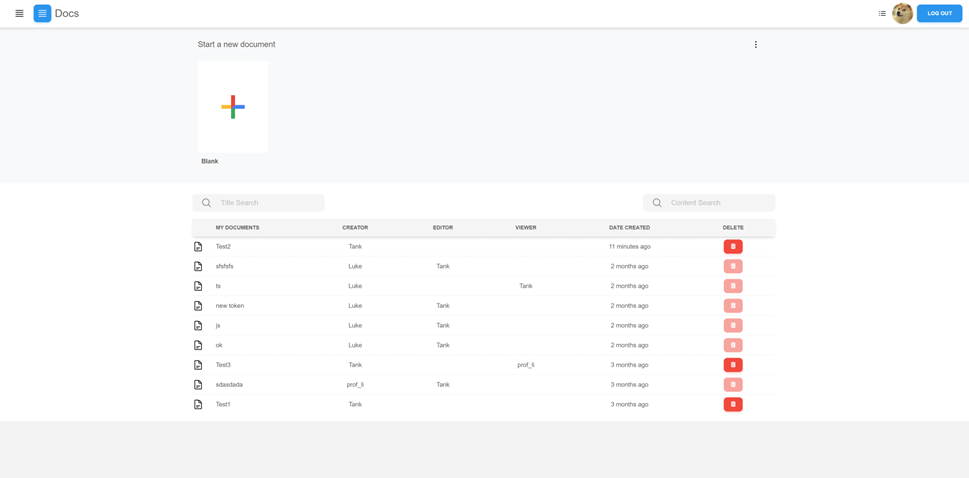 Docs
LOG OUT
Start a new document
Blank
Title Search
Content Search
MY DOCUMENTS CREATOR EDITOR VIEWER DATE CREATED DELETE
Test2 Tank 11 minutes ago
sfsfsfs Luke Tank 2 months ago
ts Luke Tank 2 months ago
new token Luke Tank 2 months ago
js Luke Tank 2 months ago
ok Luke Tank 2 months ago
Test3 Tank prof_li 3 months ago
sdasdada prof_li Tank 3 months ago
Test1 Tank 3 months ago